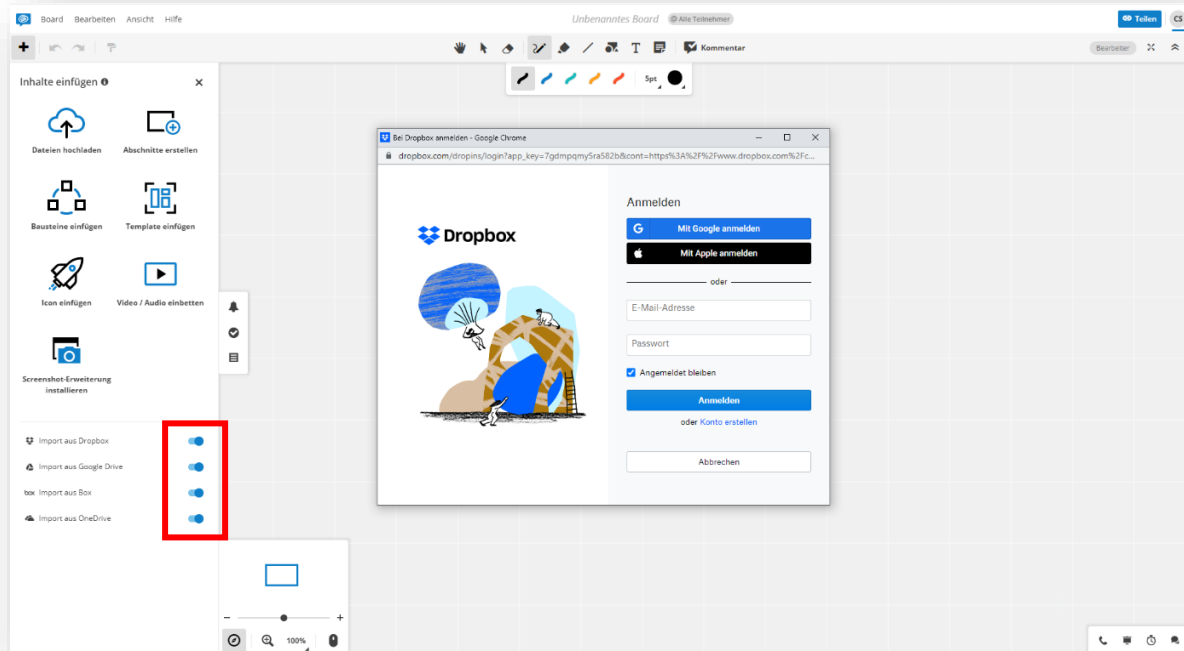 Board Bearbeiten Ansicht Hilfe
Unbenanntes Board @ Alle Teilnehmer
Teilen CS
Kommentar
Bearbeiter
Inhalte einfügen
5pt
Dateien hochladen
Abschnitte erstellen
Bausteine einfügen
Template einfügen
Icon einfügen
Video / Audio einbetten
Screenshot-Erweiterung
installieren
Import aus Dropbox
Import aus Google Drive
box Import aus Box
Import aus OneDrive
100%
Bei Dropbox anmelden - Google Chrome
dropbox.com/dropins/login?app_key=7gdmpqmy5ra582b&cont=https%3A%2F%2Fwww.dropbox.com%2Fc...
Dropbox
Anmelden
G Mit Google anmelden
Mit Apple anmelden
oder
E-Mail-Adresse
Passwort
Angemeldet bleiben
Anmelden
oder Konto erstellen
Abbrechen